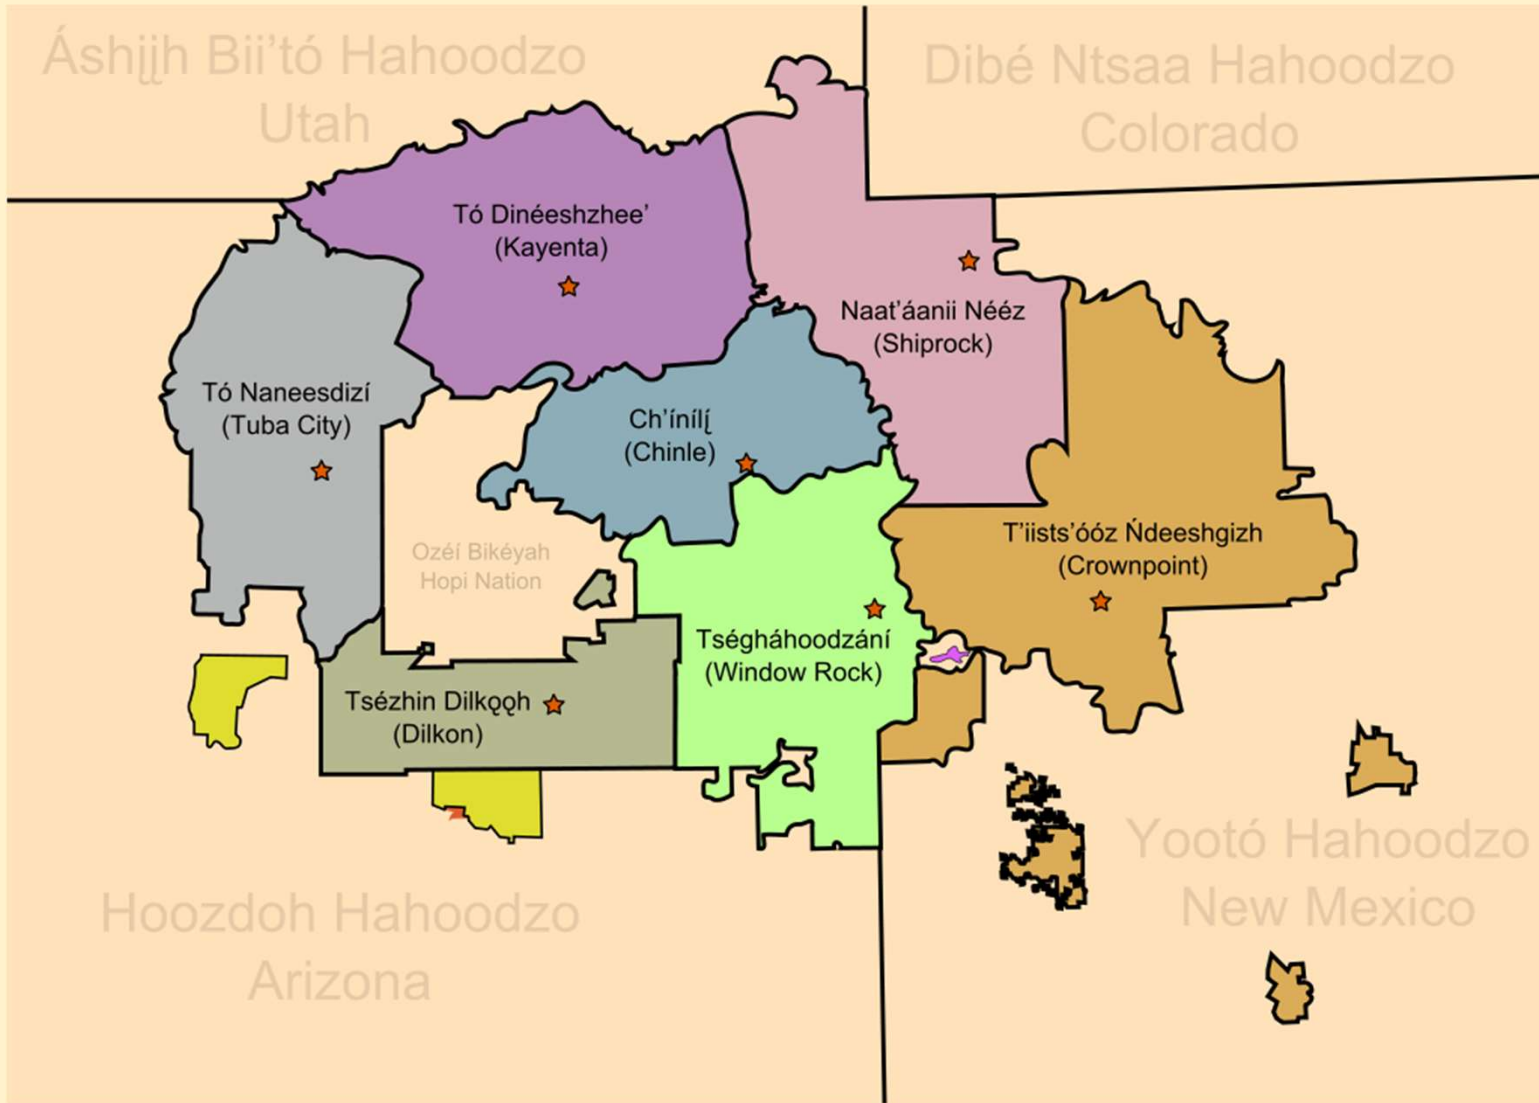 Áshįįh Bii'tó Hahoodzo
Utah
Dibé Ntsaa Hahoodzo
Colorado
Tó Dinéeshzhee'
(Kayenta)
Naat'áanii Nééz
(Shiprock)
Tó Naneesdizí
(Tuba City)
Ch'ínílį́
(Chinle)
Ozéí Bikéyah
Hopi Nation
T'iists'óóz Ńdeeshgizh
(Crownpoint)
Tségháhoodzání
(Window Rock)
Tsézhin Dilkǫǫh
(Dilkon)
Yootó Hahoodzo
New Mexico
Hoozdoh Hahoodzo
Arizona